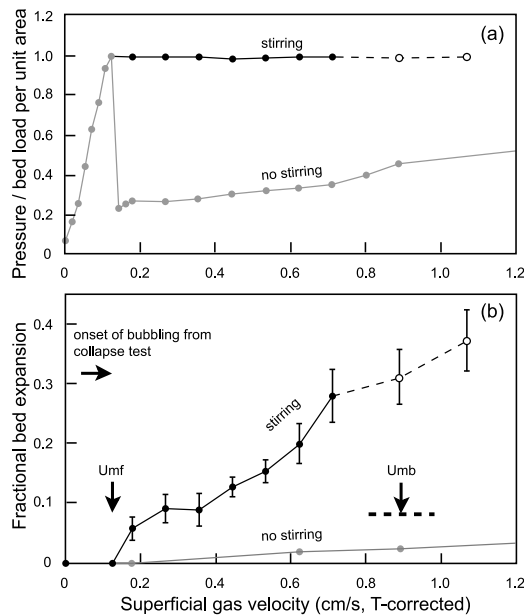 1.2
(a)
stirring
1.0
0.8
0.6
0.4
no stirring
0.2
0
Pressure / bed load per unit area
0 0.2 0.4 0.6 0.8 1.0 1.2
(b)
0.4
onset of bubbling from
collapse test
0.3
stirring
0.2
Umf
Umb
0.1
no stirring
0
Fractional bed expansion
0 0.2 0.4 0.6 0.8 1.0 1.2
Superficial gas velocity (cm/s, T-corrected)